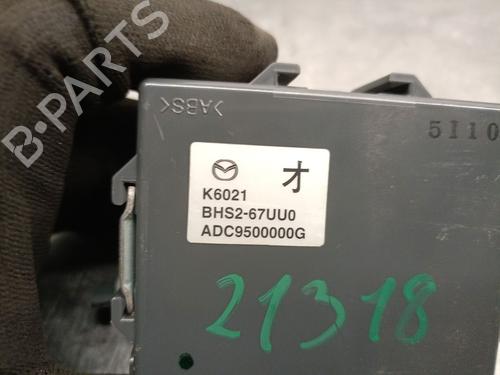 B-PARTS
>ABS<
5I10
K6021
オ
BHS2-67UU0
ADC9500000G
21318